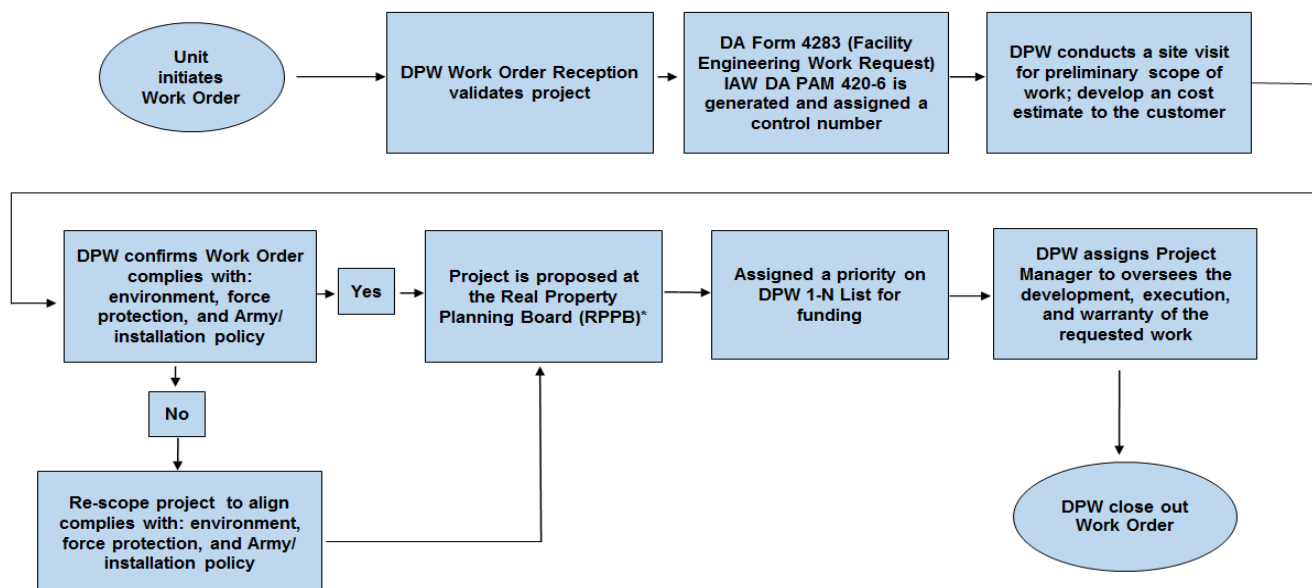 Unit
initiates
Work Order
DPW Work Order Reception
validates project
DA Form 4283 (Facility
Engineering Work Request)
IAW DA PAM 420-6 is
generated and assigned a
control number
DPW conducts a site visit
for preliminary scope of
work; develop an cost
estimate to the customer
DPW confirms Work Order
complies with:
environment, force
protection, and Army/
installation policy
Yes
Project is proposed at
the Real Property
Planning Board (RPPB)*
Assigned a priority on
DPW 1-N List for
funding
DPW assigns Project
Manager to oversees the
development, execution,
and warranty of the
requested work
No
Re-scope project to align
complies with: environment,
force protection, and Army/
installation policy
DPW close out
Work Order